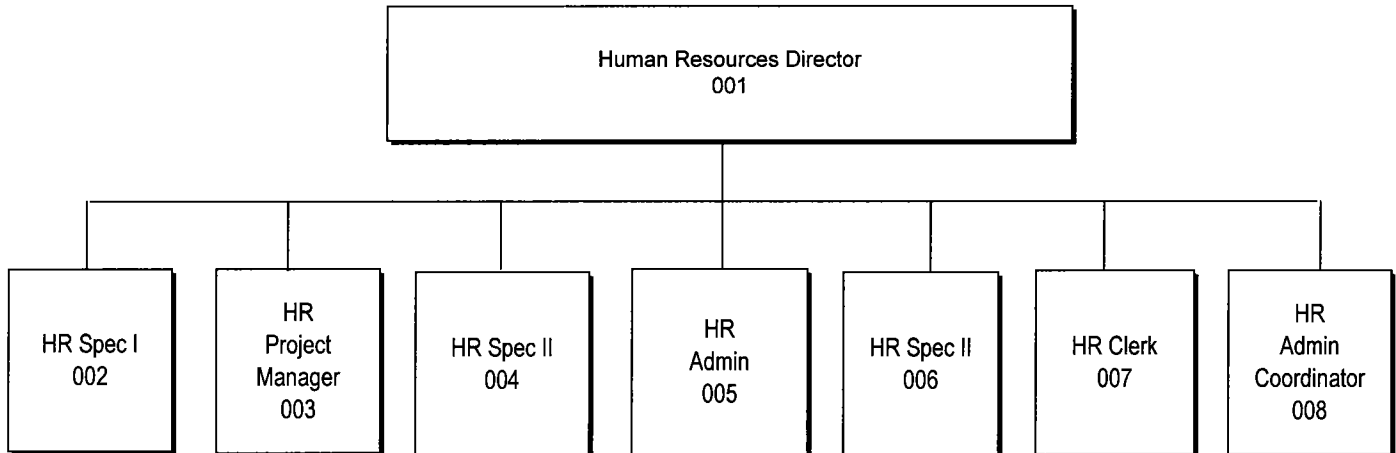 Human Resources Director
001
HR Spec I
002
HR
Project
Manager
003
HR Spec II
004
HR
Admin
005
HR Spec II
006
HR Clerk
007
HR
Admin
Coordinator
008